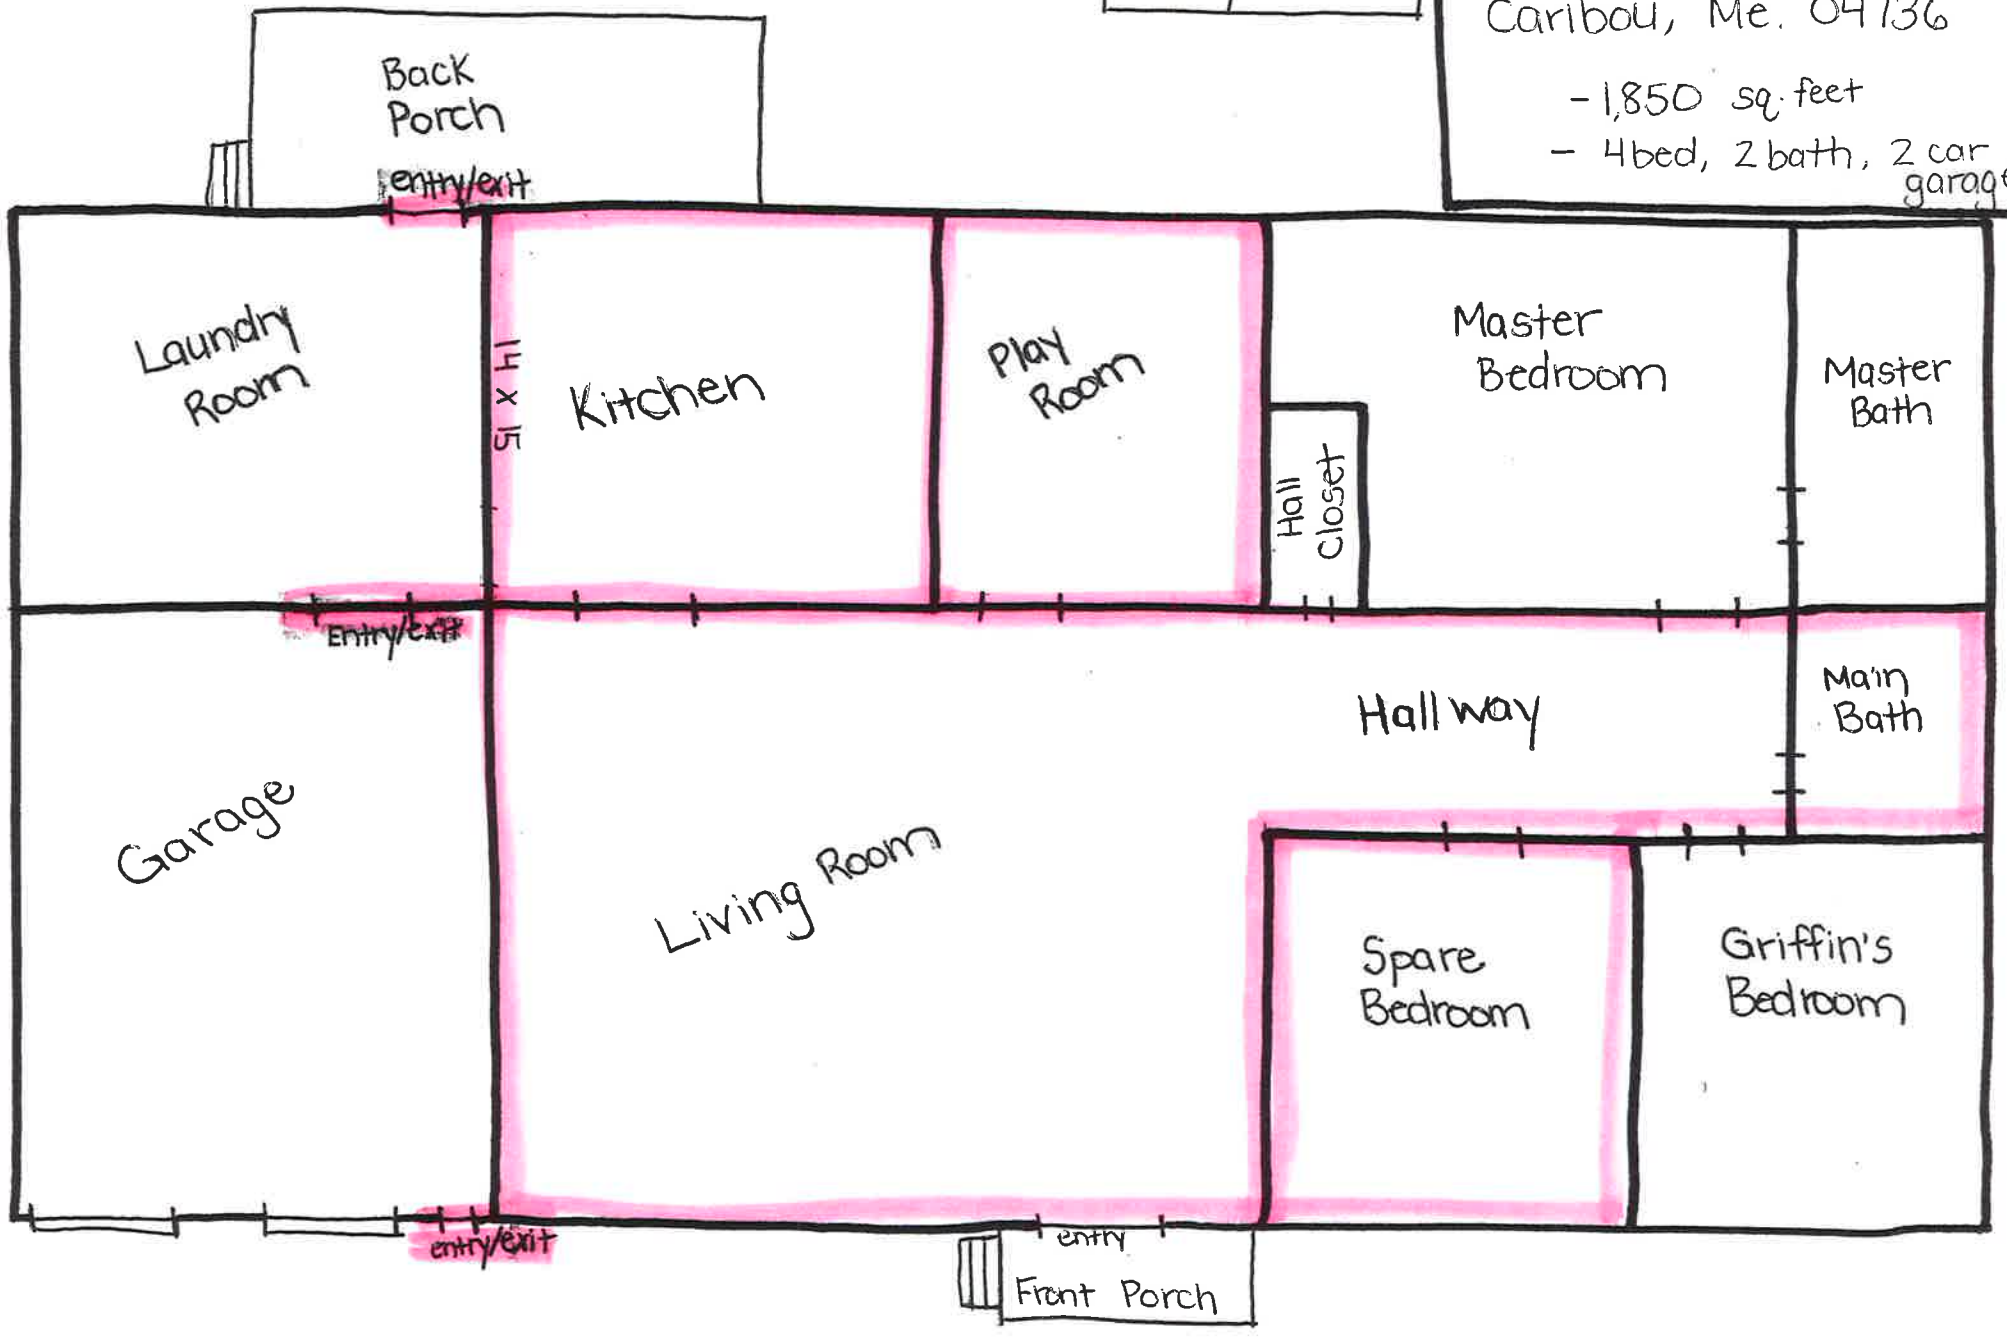 Caribou, Me. 04736
- 1,850 sq. feet
- 4 bed, 2 bath, 2 car
garage
Back
Porch
entry/exit
Laundry
Room
14 x 15
Kitchen
Play
Room
Master
Bedroom
Master
Bath
Hall
Closet
Entry/exit
Hallway
Main
Bath
Garage
Living Room
Spare
Bedroom
Griffin's
Bedroom
entry/exit
entry
Front Porch